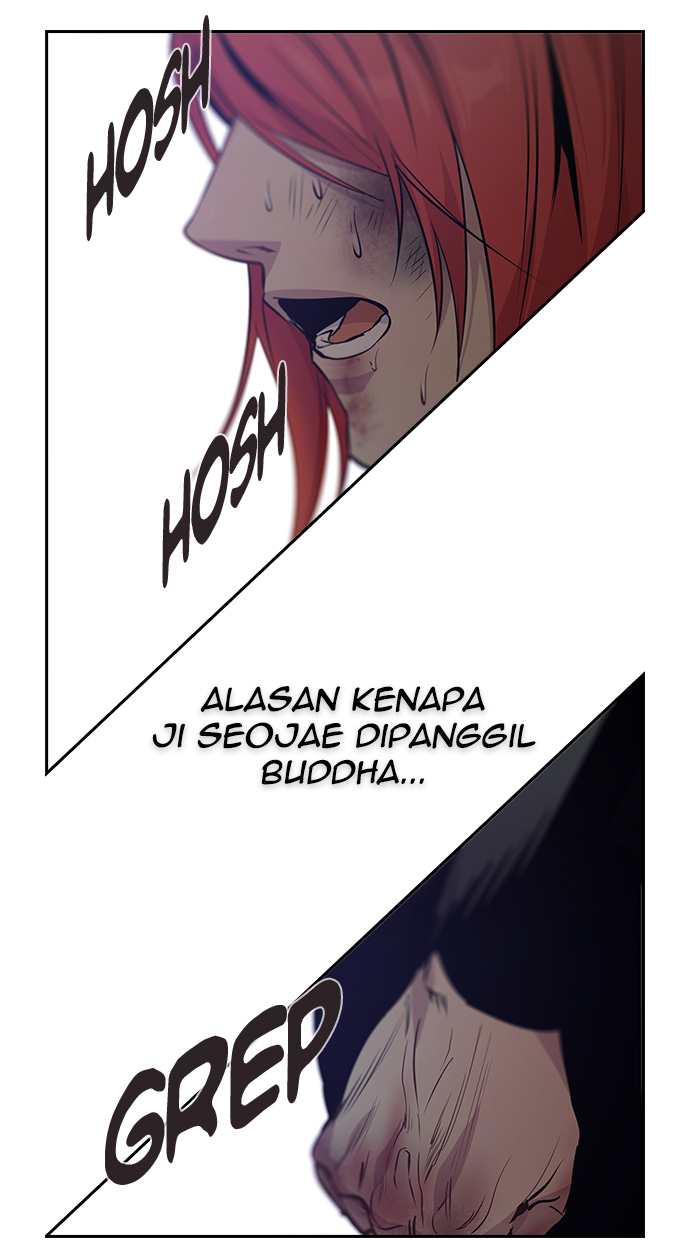 HOSH
HOSH
ALASAN KENAPA
JI SEOJAE DIPANGGIL
BUDDHA...
GREP